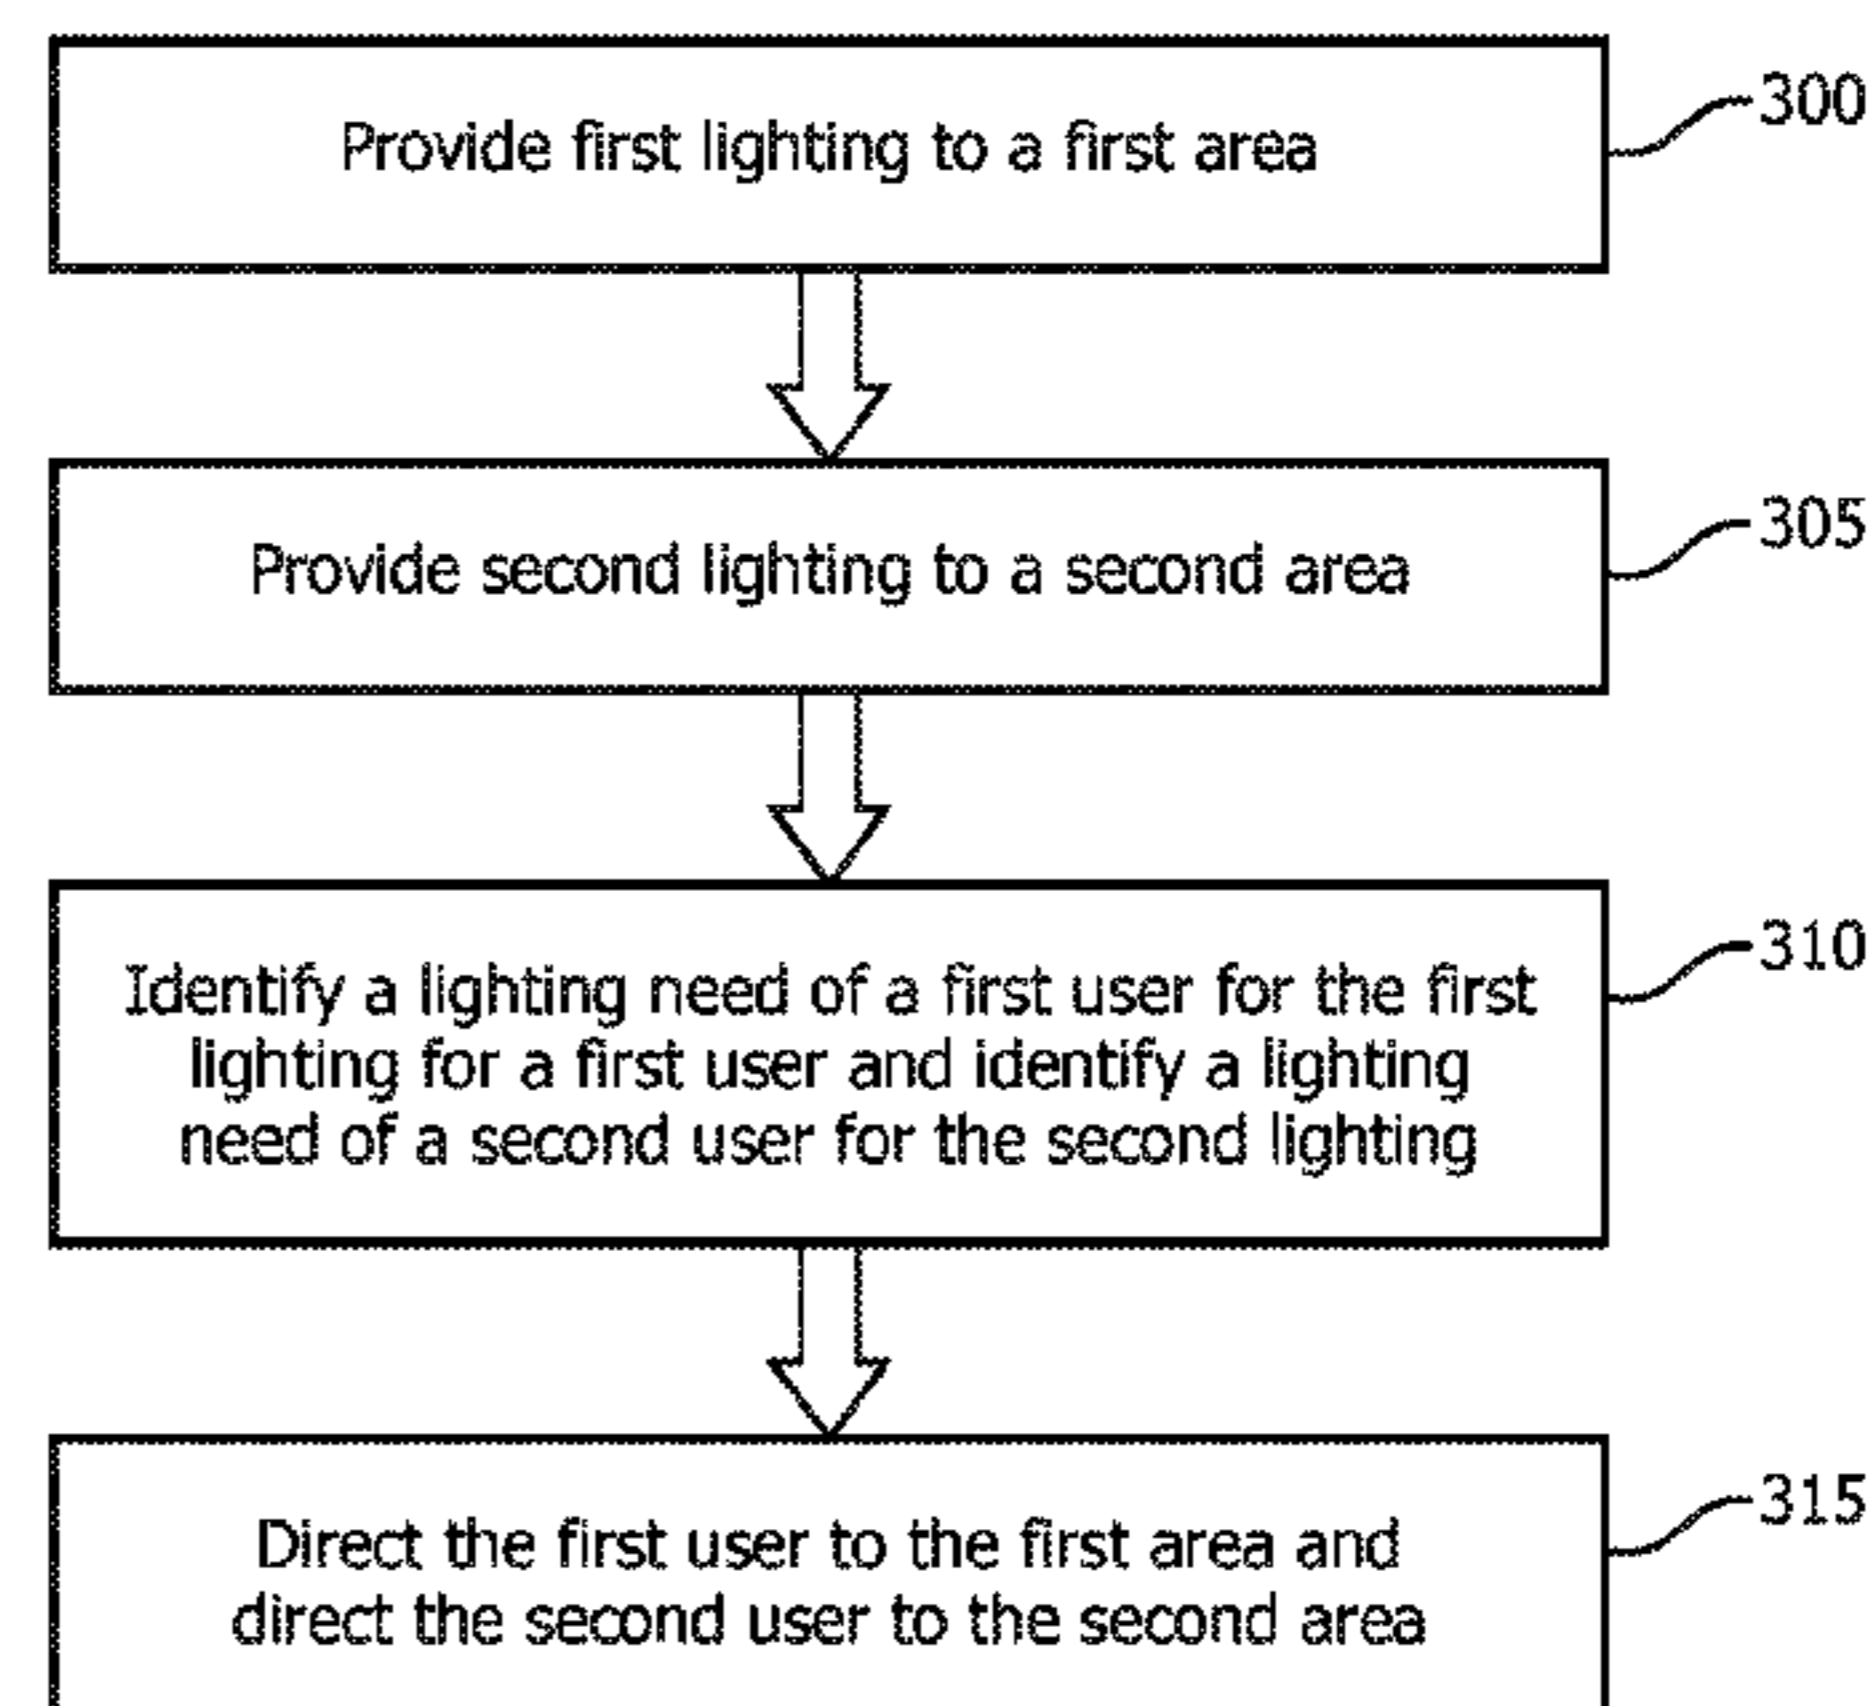 Provide first lighting to a first area
300
Provide second lighting to a second area
305
Identify a lighting need of a first user for the first
lighting for a first user and identify a lighting
need of a second user for the second lighting
310
Direct the first user to the first area and
direct the second user to the second area
315